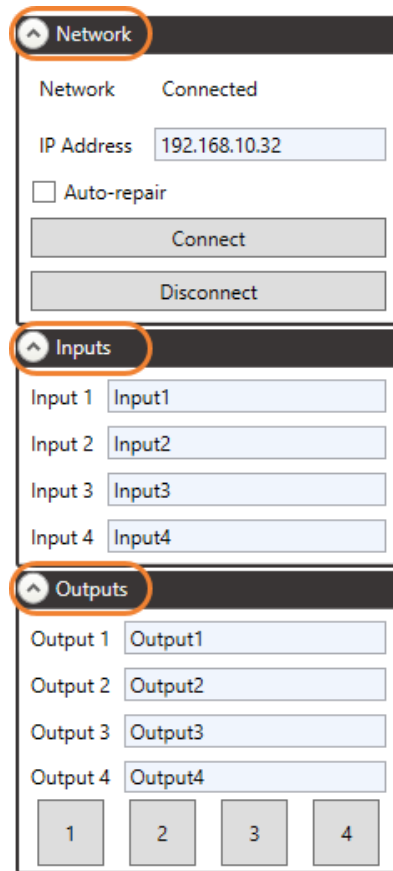 Network
Network Connected
IP Address 192.168.10.32
Auto-repair
Connect
Disconnect
Inputs
Input 1 Input1
Input 2 Input2
Input 3 Input3
Input 4 Input4
Outputs
Output 1 Output1
Output 2 Output2
Output 3 Output3
Output 4 Output4
1 2 3 4